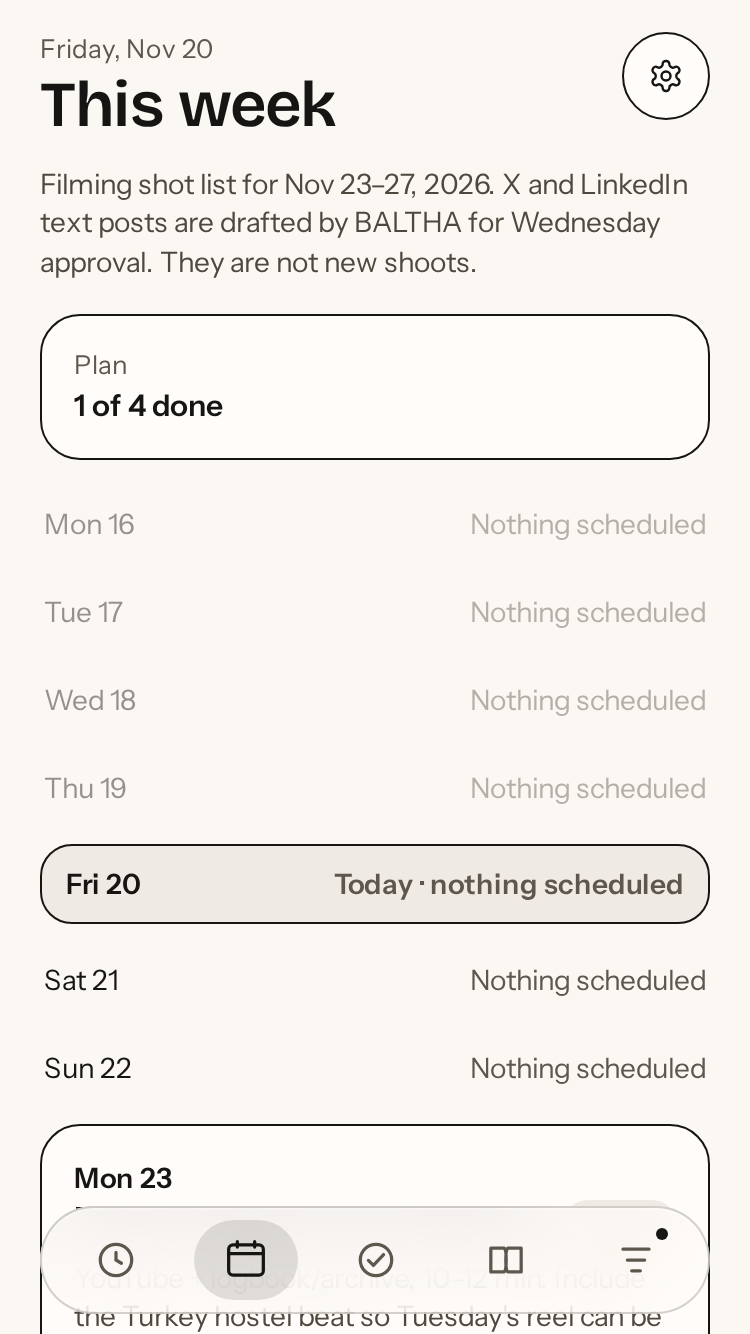 Friday, Nov 20
This week
Filming shot list for Nov 23–27, 2026. X and LinkedIn
text posts are drafted by BALTHA for Wednesday
approval. They are not new shoots.
Plan
1 of 4 done
Mon 16 Nothing scheduled
Tue 17 Nothing scheduled
Wed 18 Nothing scheduled
Thu 19 Nothing scheduled
Fri 20 Today · nothing scheduled
Sat 21 Nothing scheduled
Sun 22 Nothing scheduled
Mon 23
YouTube · logbook/archive, 10–12 min. Include
the Turkey hostel beat so Tuesday's reel can be